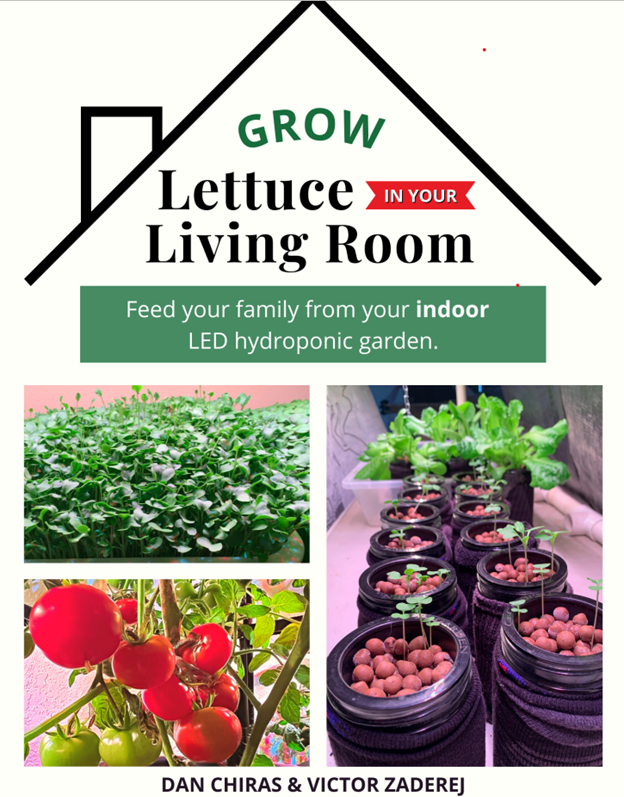 GROW
Lettuce IN YOUR
Living Room
Feed your family from your indoor
LED hydroponic garden.
DAN CHIRAS & VICTOR ZADEREJ